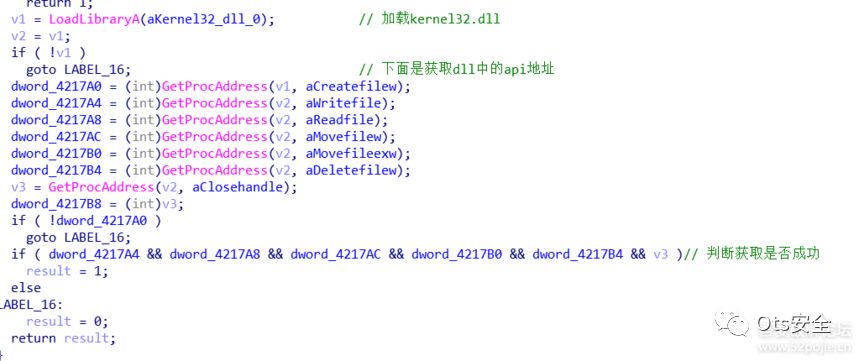 return 1;
v1 = LoadLibraryA(aKernel32_dll_0); // 加载kernel32.dll
v2 = v1;
if ( !v1 )
goto LABEL_16; // 下面是获取dll中的api地址
dword_4217A0 = (int)GetProcAddress(v1, aCreatefilew);
dword_4217A4 = (int)GetProcAddress(v2, aWritefile);
dword_4217A8 = (int)GetProcAddress(v2, aReadfile);
dword_4217AC = (int)GetProcAddress(v2, aMovefilew);
dword_4217B0 = (int)GetProcAddress(v2, aMovefileexw);
dword_4217B4 = (int)GetProcAddress(v2, aDeletefilew);
v3 = GetProcAddress(v2, aClosehandle);
dword_4217B8 = (int)v3;
if ( !dword_4217A0 )
goto LABEL_16;
if ( dword_4217A4 && dword_4217A8 && dword_4217AC && dword_4217B0 && dword_4217B4 && v3 )// 判断获取是否成功
result = 1;
else
LABEL_16:
result = 0;
return result;
}
Ots安全
www.52pojie.cn